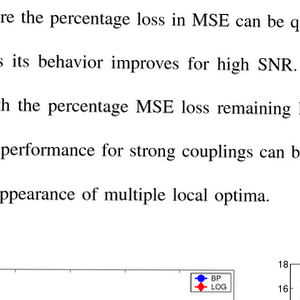 re the percentage loss in MSE can be q
s its behavior improves for high SNR.
h the percentage MSE loss remaining
performance for strong couplings can b
ppearance of multiple local optima.
BP
LOG
18
16